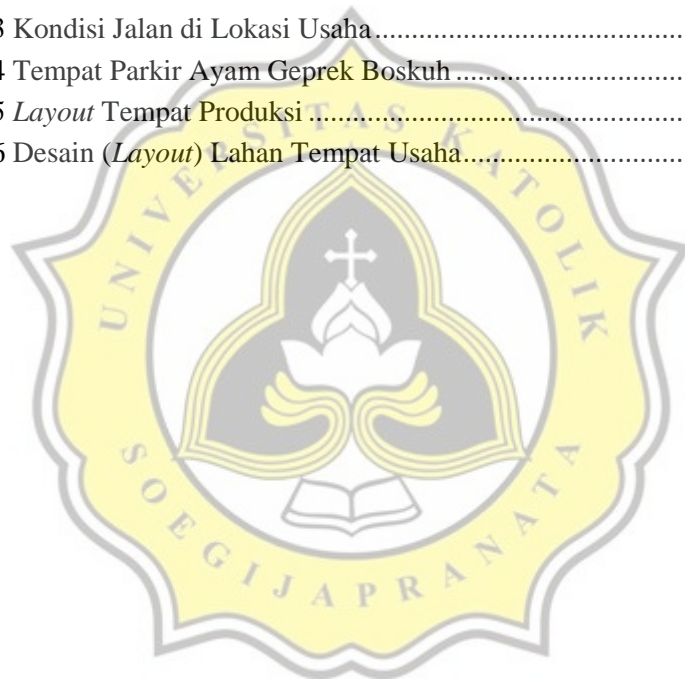 3 Kondisi Jalan di Lokasi Usaha..........................................
4 Tempat Parkir Ayam Geprek Boskuh ...............................
5 Layout Tempat Produksi ...................................................
6 Desain (Layout) Lahan Tempat Usaha..............................
UNIVERSITAS KATOLIK
SOEGIJAPRANATA